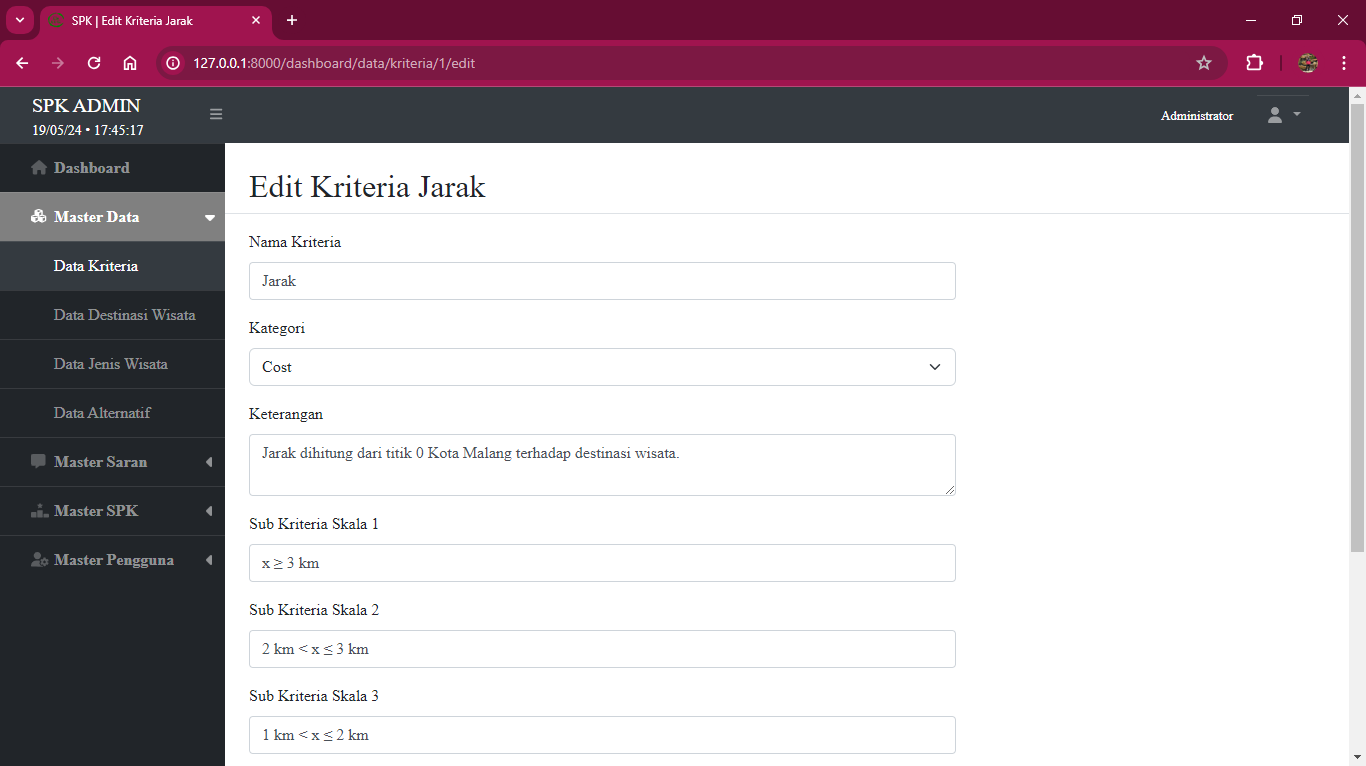 SPK | Edit Kriteria Jarak
127.0.0.1:8000/dashboard/data/kriteria/1/edit
SPK ADMIN
19/05/24 • 17:45:17
Administrator
Dashboard
Master Data
Data Kriteria
Data Destinasi Wisata
Data Jenis Wisata
Data Alternatif
Master Saran
Master SPK
Master Pengguna
Edit Kriteria Jarak
Nama Kriteria
Jarak
Kategori
Cost
Keterangan
Jarak dihitung dari titik 0 Kota Malang terhadap destinasi wisata.
Sub Kriteria Skala 1
x ≥ 3 km
Sub Kriteria Skala 2
2 km < x ≤ 3 km
Sub Kriteria Skala 3
1 km < x ≤ 2 km